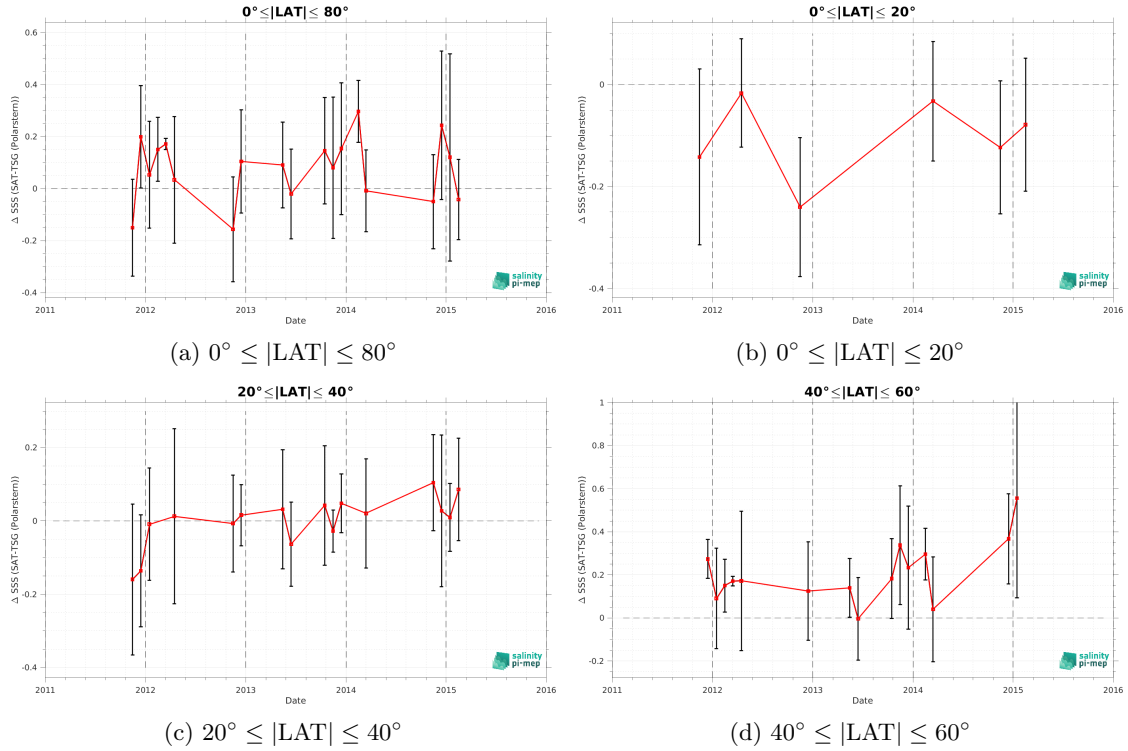 0°≤|LAT|≤ 80°
Δ SSS (SAT-TSG (Polarstern))
0.6
0.4
0.2
0
-0.2
-0.4
2011 2012 2013 2014 2015 2016
Date
salinity
pi-mep
(a) 0° ≤ |LAT| ≤ 80°
0°≤|LAT|≤ 20°
Δ SSS (SAT-TSG (Polarstern))
0
-0.2
-0.4
2011 2012 2013 2014 2015 2016
Date
salinity
pi-mep
(b) 0° ≤ |LAT| ≤ 20°
20°≤|LAT|≤ 40°
Δ SSS (SAT-TSG (Polarstern))
0.2
0
-0.2
-0.4
2011 2012 2013 2014 2015 2016
Date
salinity
pi-mep
(c) 20° ≤ |LAT| ≤ 40°
40°≤|LAT|≤ 60°
Δ SSS (SAT-TSG (Polarstern))
1
0.8
0.6
0.4
0.2
0
-0.2
2011 2012 2013 2014 2015 2016
Date
salinity
pi-mep
(d) 40° ≤ |LAT| ≤ 60°